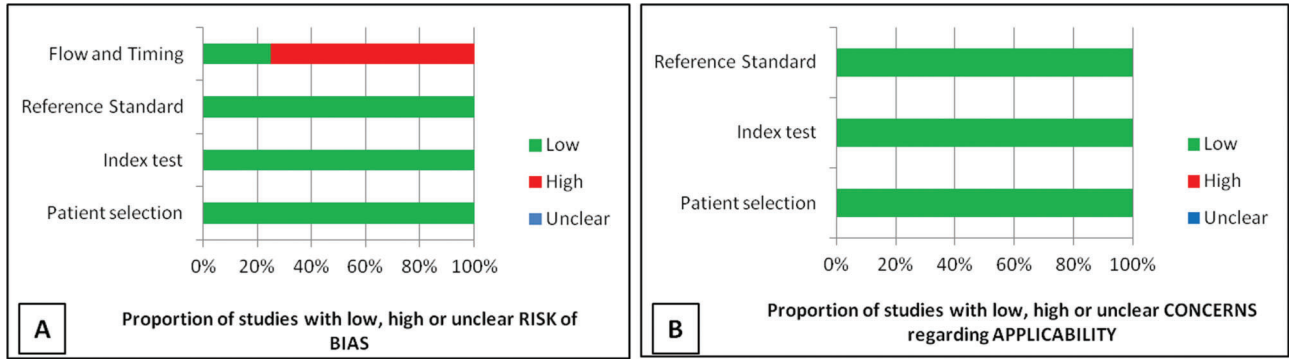 Flow and Timing
Reference Standard
Index test
Patient selection
0% 20% 40% 60% 80% 100%
Low
High
Unclear
A
Proportion of studies with low, high or unclear RISK of
BIAS
Reference Standard
Index test
Patient selection
0% 20% 40% 60% 80% 100%
Low
High
Unclear
B
Proportion of studies with low, high or unclear CONCERNS
regarding APPLICABILITY